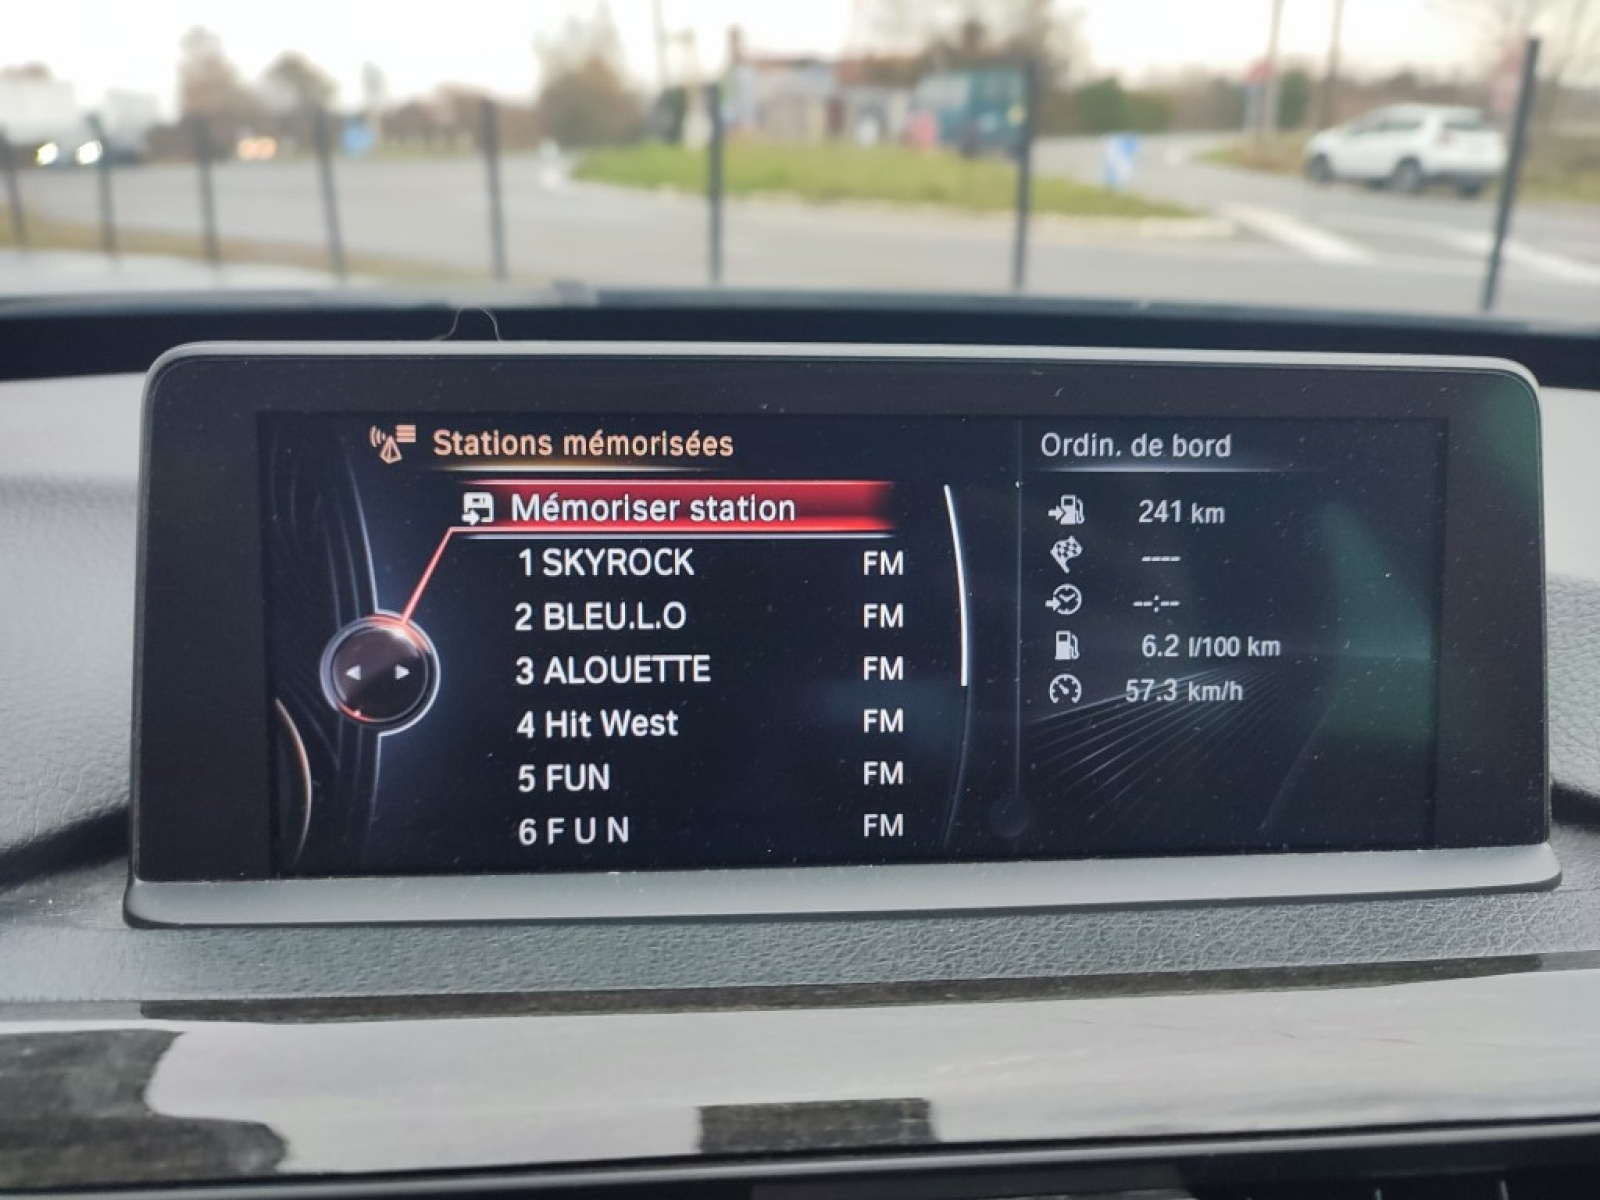 Stations mémorisées
Mémoriser station
1 SKYROCK FM
2 BLEU.L.O FM
3 ALOUETTE FM
4 Hit West FM
5 FUN FM
6 F U N FM
Ordin. de bord
241 km
----
--:--
6.2 l/100 km
57.3 km/h